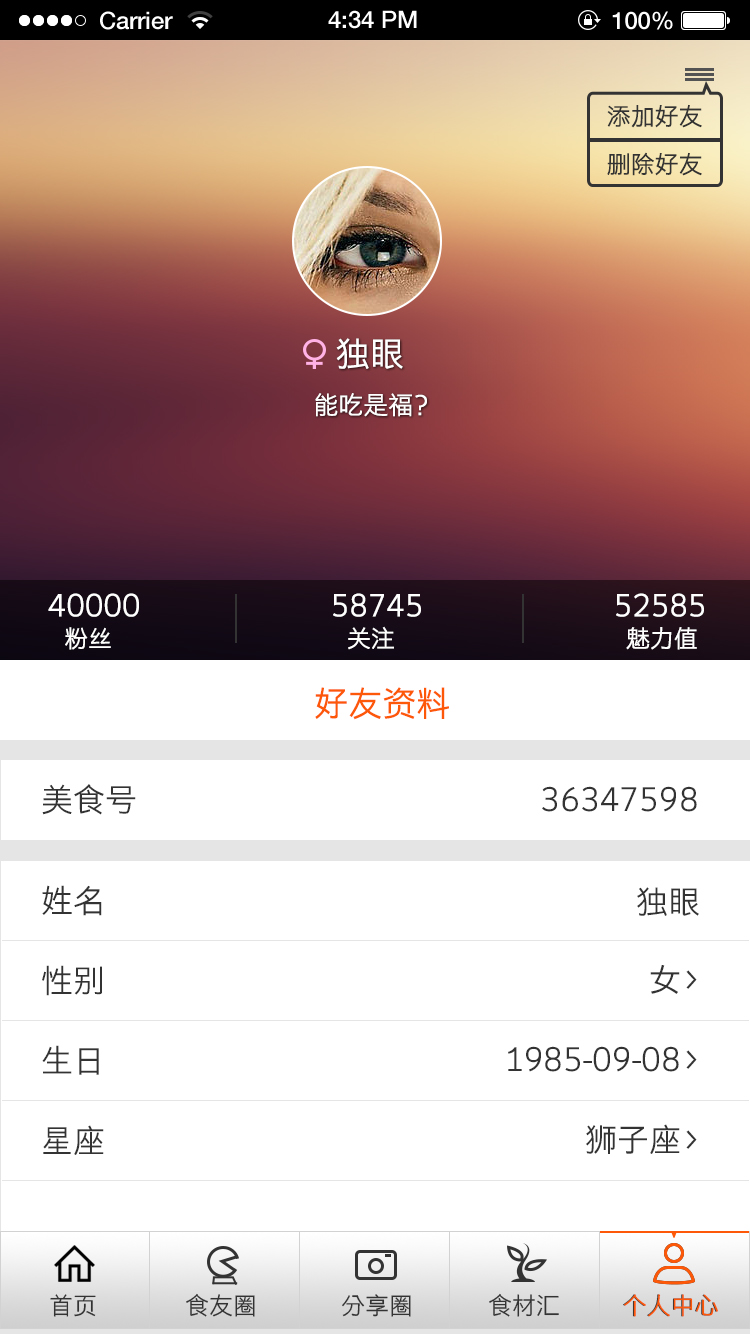 Carrier 4:34 PM 100%
添加好友
删除好友
独眼
能吃是福?
40000 58745 52585
粉丝 关注 魅力值
好友资料
美食号 36347598
姓名 独眼
性别 女
生日 1985-09-08
星座 狮子座
首页 食友圈 分享圈 食材汇 个人中心